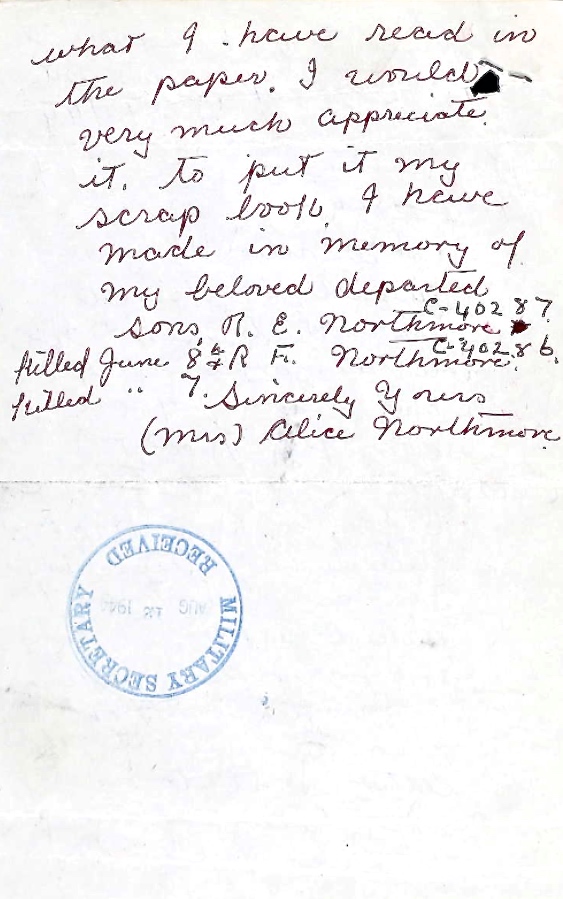 what I have read in
the paper. I would
very much appreciate
it. to put it my
scrap book. I have
made in memory of
my beloved departed
C-40287
sons, R. E. Northmore
C-40286.
killed June 8th R F. Northmore.
killed " 7. Sincerely Yours
(Mrs) Alice Northmore
MILITARY SECRETARY
RECEIVED
AUG